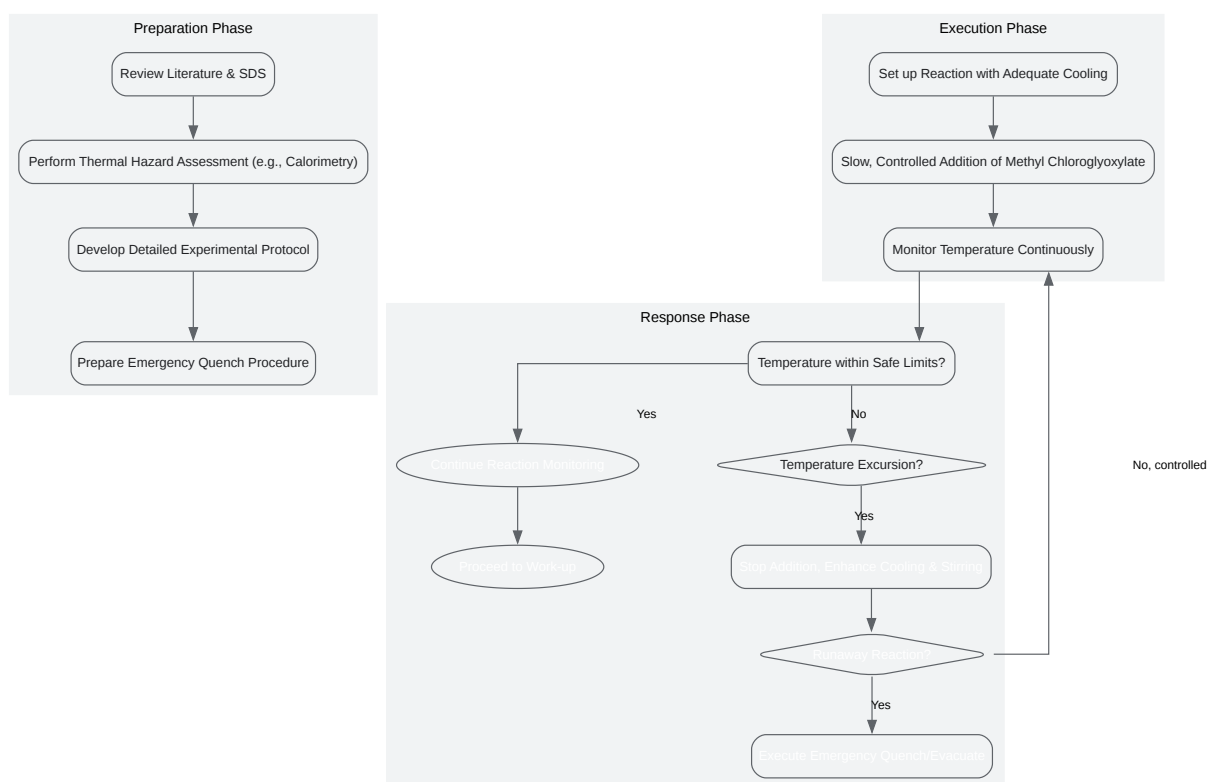 Preparation Phase
Review Literature & SDS
Perform Thermal Hazard Assessment (e.g., Calorimetry)
Develop Detailed Experimental Protocol
Prepare Emergency Quench Procedure
Execution Phase
Set up Reaction with Adequate Cooling
Slow, Controlled Addition of Methyl Chloroglyoxylate
Monitor Temperature Continuously
Response Phase
Temperature within Safe Limits?
Yes
No
Continue Reaction Monitoring
Temperature Excursion?
No, controlled
Yes
Proceed to Work-up
Stop Addition, Enhance Cooling & Stirring
Runaway Reaction?
Yes
Execute Emergency Quench/Evacuate